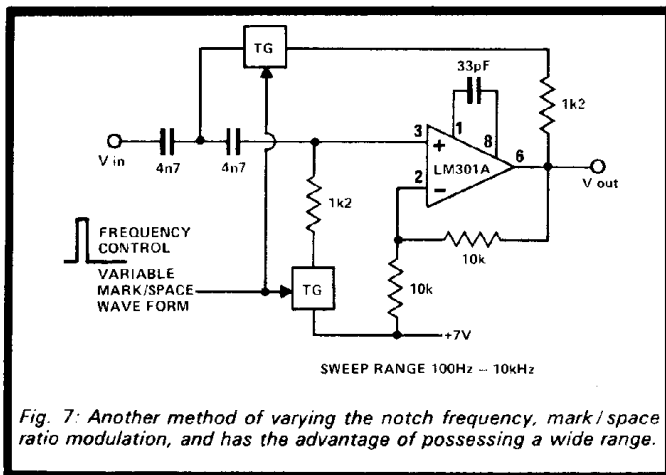 TG
33pF
1k2
3
+
1
8
6
LM301A
2
−
V in
4n7
4n7
V out
1k2
10k
FREQUENCY
CONTROL
VARIABLE
MARK/SPACE
WAVE FORM
TG
10k
+7V
SWEEP RANGE 100Hz – 10kHz
Fig. 7: Another method of varying the notch frequency, mark/space
ratio modulation, and has the advantage of possessing a wide range.